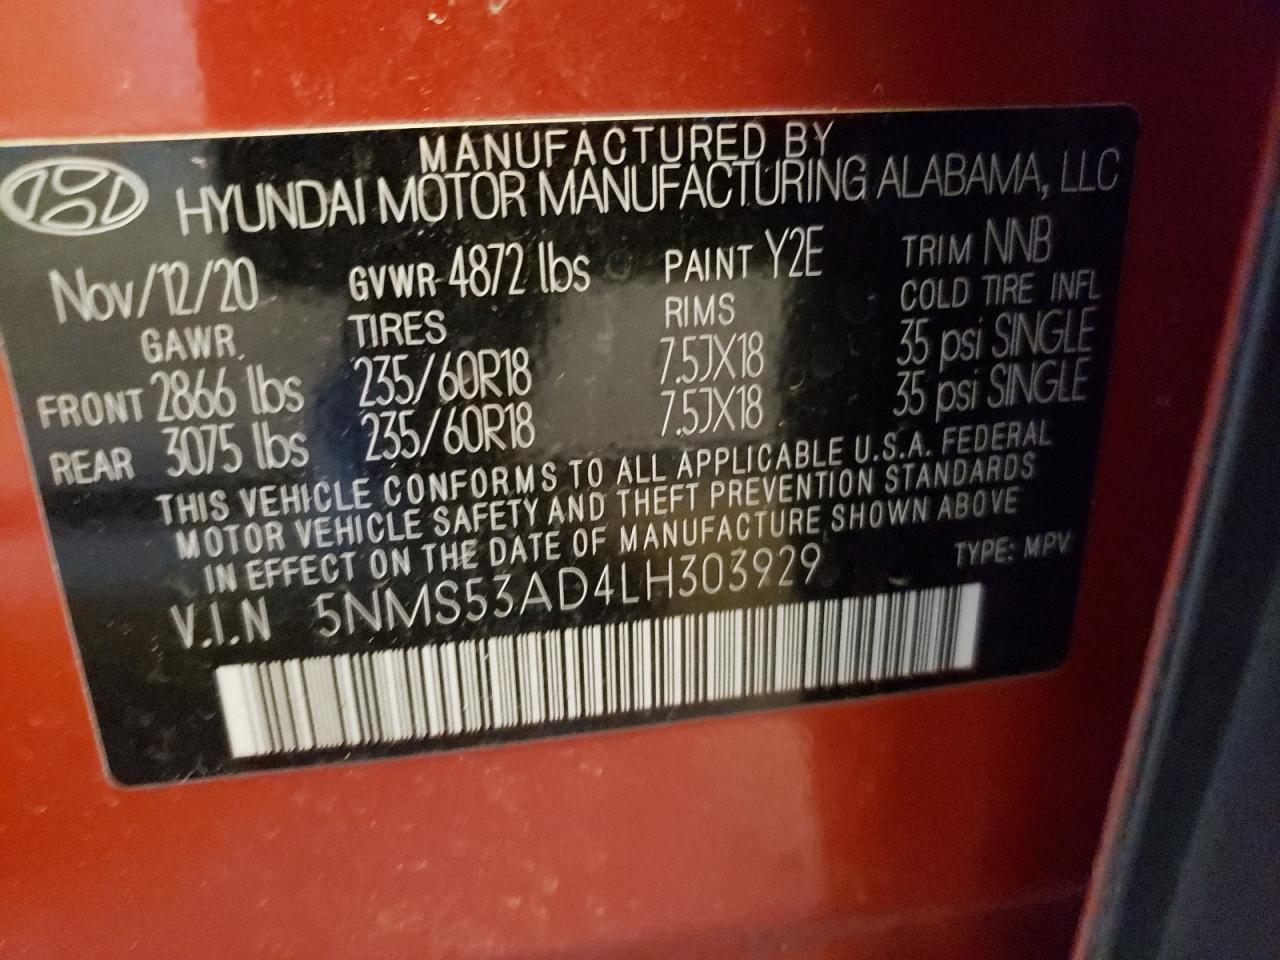 MANUFACTURED BY
HYUNDAI MOTOR MANUFACTURING ALABAMA, LLC
Nov/12/20 GVWR 4872 lbs PAINT Y2E TRIM NNB
GAWR TIRES RIMS COLD TIRE INFL
FRONT 2866 lbs 235/60R18 7.5JX18 35 psi SINGLE
REAR 3075 lbs 235/60R18 7.5JX18 35 psi SINGLE
THIS VEHICLE CONFORMS TO ALL APPLICABLE U.S.A. FEDERAL
MOTOR VEHICLE SAFETY AND THEFT PREVENTION STANDARDS
IN EFFECT ON THE DATE OF MANUFACTURE SHOWN ABOVE
V.I.N 5NMS53AD4LH303929 TYPE: MPV